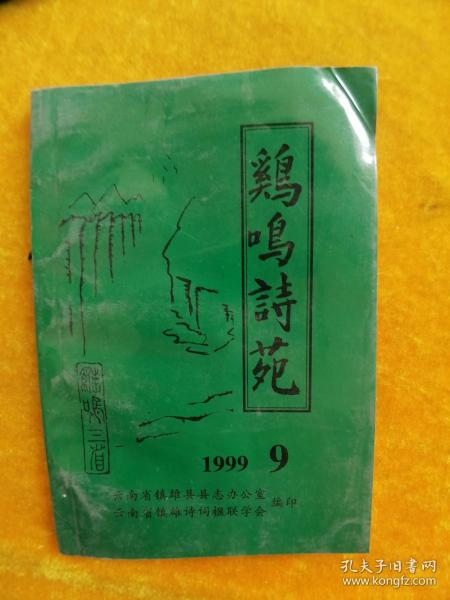 鷄鳴詩苑
鷄鳴三省
1999 9
云南省镇雄县县志办公室
云南省镇雄诗词楹联学会
编印
孔夫子旧书网
www.kongfz.com